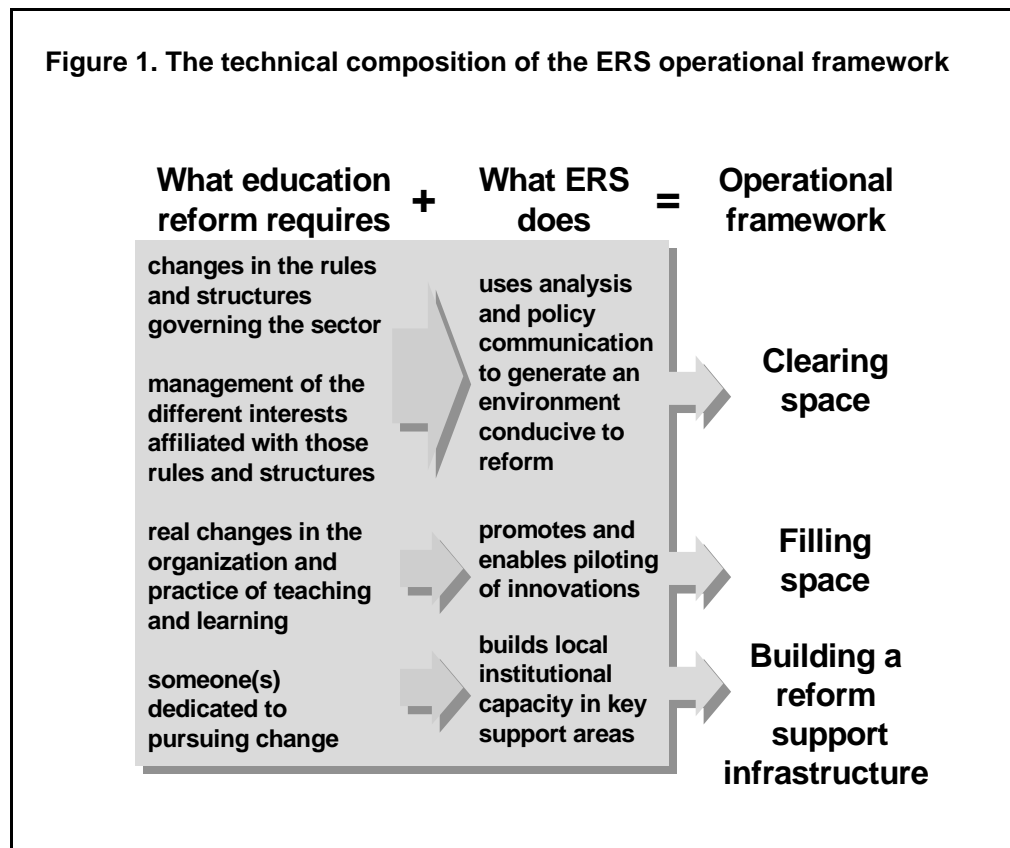 Figure 1. The technical composition of the ERS operational framework
What education
reform requires
+
What ERS
does
=
Operational
framework
changes in the rules
and structures
governing the sector
management of the
different interests
affiliated with those
rules and structures
uses analysis
and policy
communication
to generate an
environment
conducive to
reform
Clearing
space
real changes in the
organization and
practice of teaching
and learning
promotes and
enables piloting
of innovations
Filling
space
someone(s)
dedicated to
pursuing change
builds local
institutional
capacity in key
support areas
Building a
reform
support
infrastructure